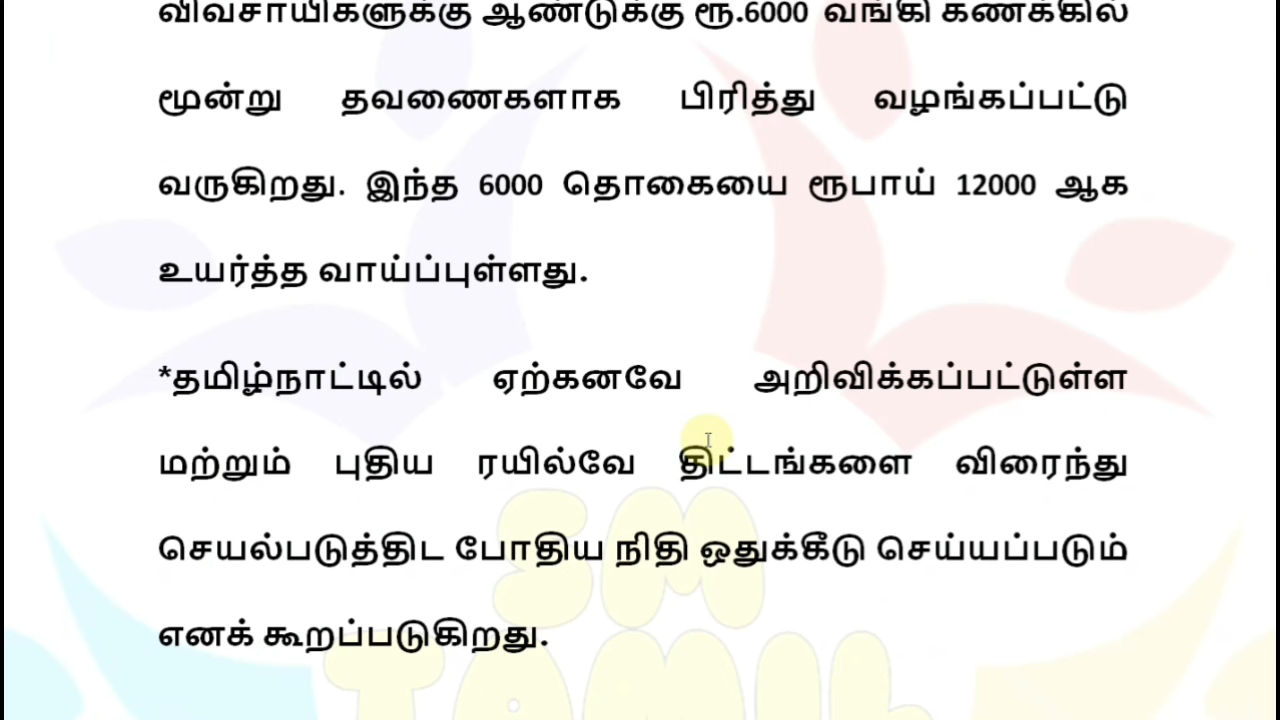 விவசாயிகளுக்கு ஆண்டுக்கு ரூ.6000 வங்கி கணக்கில்
மூன்று தவணைகளாக பிரித்து வழங்கப்பட்டு
வருகிறது. இந்த 6000 தொகையை ரூபாய் 12000 ஆக
உயர்த்த வாய்ப்புள்ளது.
*தமிழ்நாட்டில் ஏற்கனவே அறிவிக்கப்பட்டுள்ள
மற்றும் புதிய ரயில்வே திட்டங்களை விரைந்து
செயல்படுத்திட போதிய நிதி ஒதுக்கீடு செய்யப்படும்
எனக் கூறப்படுகிறது.
SM
TAMIL